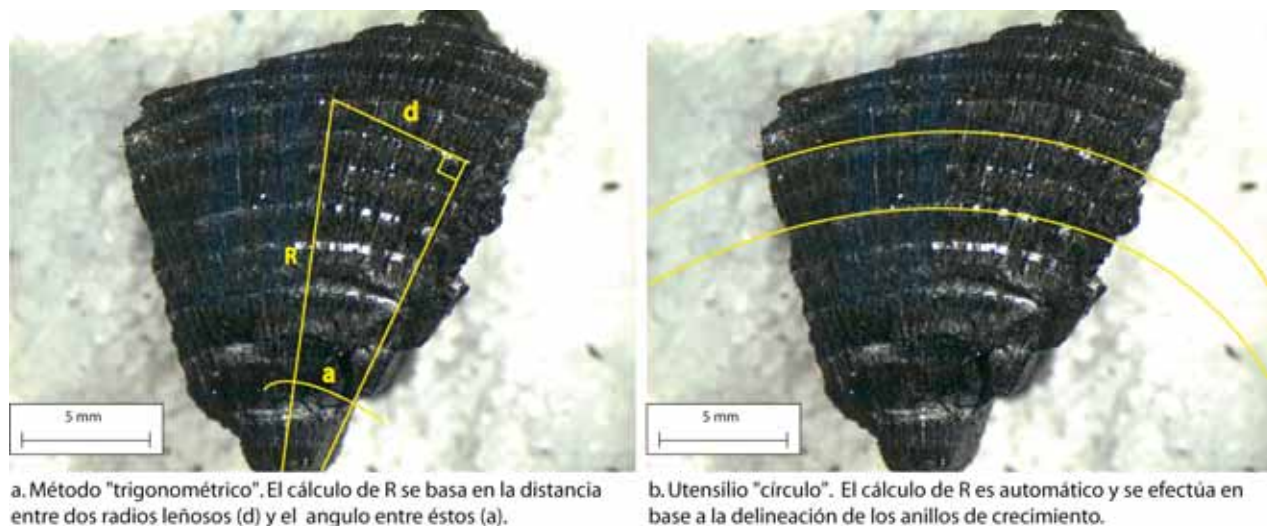 d
R
a
5 mm
5 mm
a. Método "trigonométrico". El cálculo de R se basa en la distancia
entre dos radios leñosos (d) y el angulo entre éstos (a).
b. Utensilio "círculo". El cálculo de R es automático y se efectúa en
base a la delineación de los anillos de crecimiento.